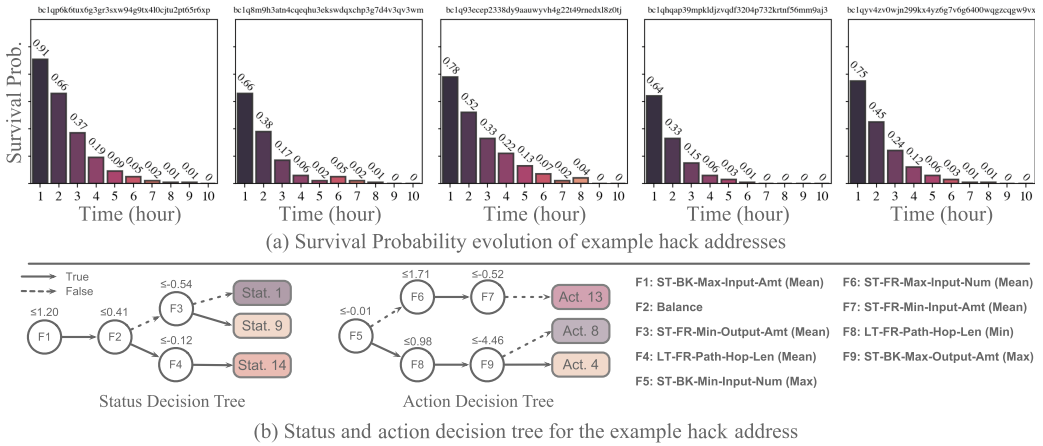 bc1qp6k6tux6g3gr3sxw94g9tx4l0cjtu2pt65r6xp
bc1q8m9h3atn4cqeqhu3ekswdqxchp3g7d4v3qv3wm
bc1q93ecep2338dy9aauwyvh4g22t49rnedxl8z0tj
bc1qhqap39mpkldjzvqdf3204p732krtnf56mm9aj3
bc1qyv4zv0wjn299kx4yz6g7v6g6400wqgzcqgw9vx
Survival Prob.
0.91 0.66 0.37 0.19 0.09 0.05 0.02 0.01 0.01 0
0.66 0.38 0.17 0.06 0.02 0.05 0.02 0.01 0 0
0.78 0.52 0.33 0.22 0.13 0.07 0.02 0.04 0 0
0.64 0.33 0.15 0.06 0.03 0.01 0 0 0 0
0.75 0.45 0.24 0.12 0.06 0.03 0.01 0.01 0 0
1 2 3 4 5 6 7 8 9 10
1 2 3 4 5 6 7 8 9 10
1 2 3 4 5 6 7 8 9 10
1 2 3 4 5 6 7 8 9 10
1 2 3 4 5 6 7 8 9 10
Time (hour)
Time (hour)
Time (hour)
Time (hour)
Time (hour)
(a) Survival Probability evolution of example hack addresses
True
False
≤1.20
F1
≤0.41
F2
≤-0.54
F3
≤-0.12
F4
Stat. 1
Stat. 9
Stat. 14
Status Decision Tree
≤-0.01
F5
≤1.71
F6
≤-0.52
F7
≤0.98
F8
≤-4.46
F9
Act. 13
Act. 8
Act. 4
Action Decision Tree
F1: ST-BK-Max-Input-Amt (Mean)
F2: Balance
F3: ST-FR-Min-Output-Amt (Mean)
F4: LT-FR-Path-Hop-Len (Mean)
F5: ST-BK-Min-Input-Num (Max)
F6: ST-FR-Max-Input-Num (Mean)
F7: ST-FR-Min-Input-Amt (Mean)
F8: LT-FR-Path-Hop-Len (Min)
F9: ST-BK-Max-Output-Amt (Max)
(b) Status and action decision tree for the example hack address